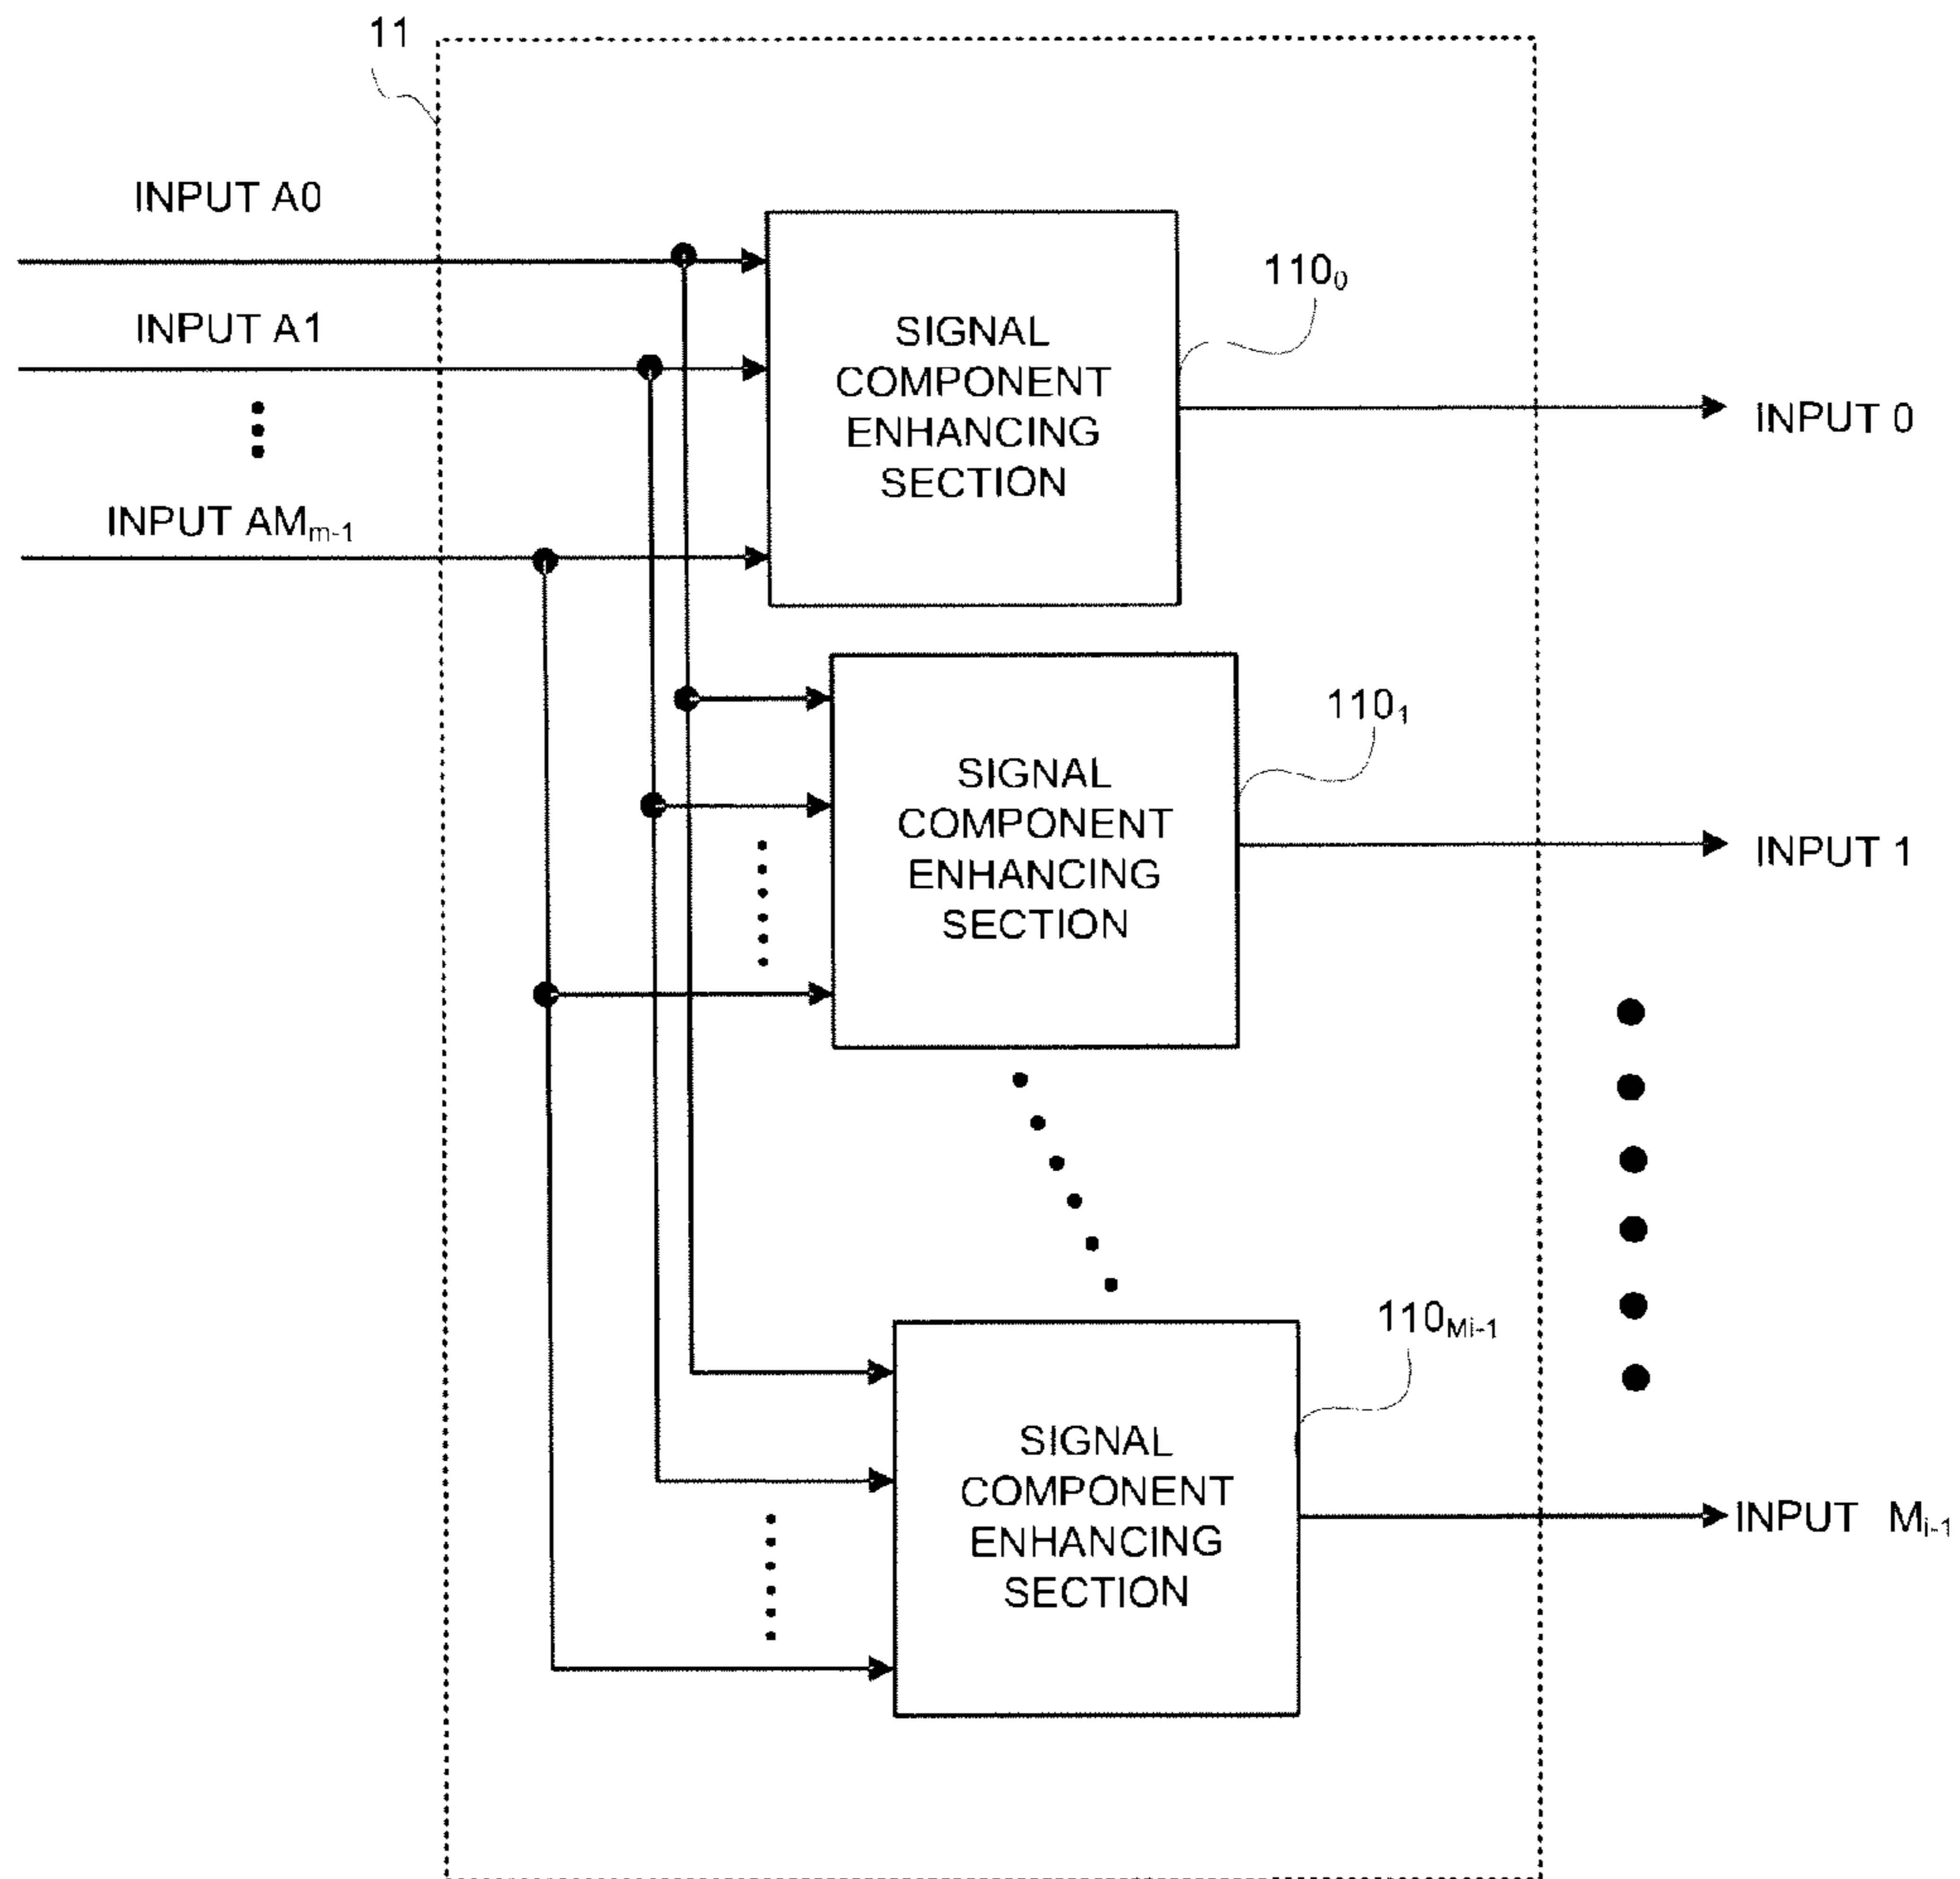 11
INPUT A0
INPUT A1
INPUT AMm-1
SIGNAL
COMPONENT
ENHANCING
SECTION
110₀
INPUT 0
SIGNAL
COMPONENT
ENHANCING
SECTION
110₁
INPUT 1
SIGNAL
COMPONENT
ENHANCING
SECTION
110Mi-1
INPUT Mi-1